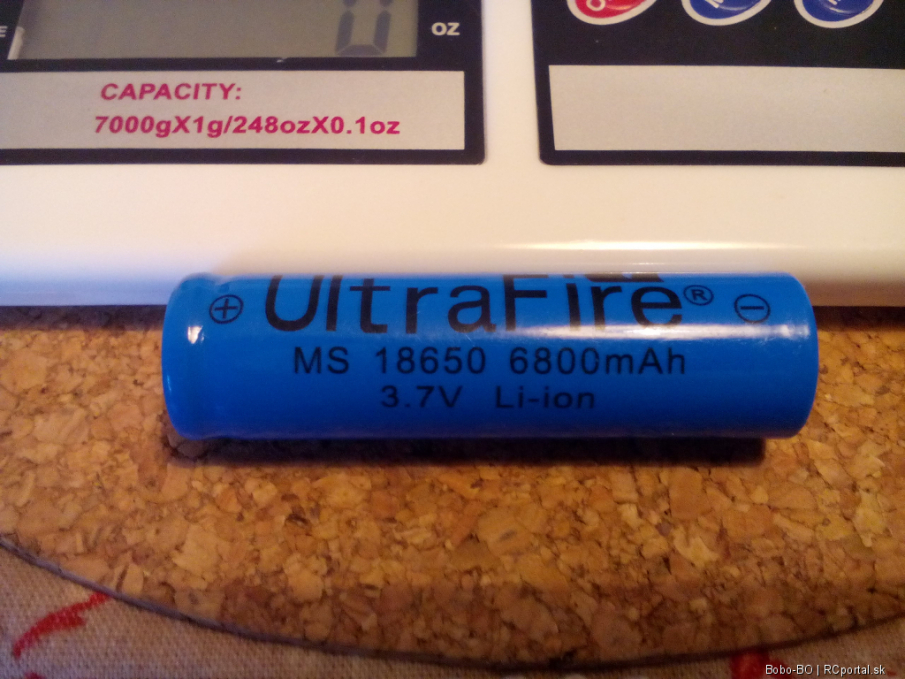 oz
CAPACITY:
7000gX1g/248ozX0.1oz
UltraFire®
MS 18650 6800mAh
3.7V Li-ion
Bobo-BO | RCportal.sk